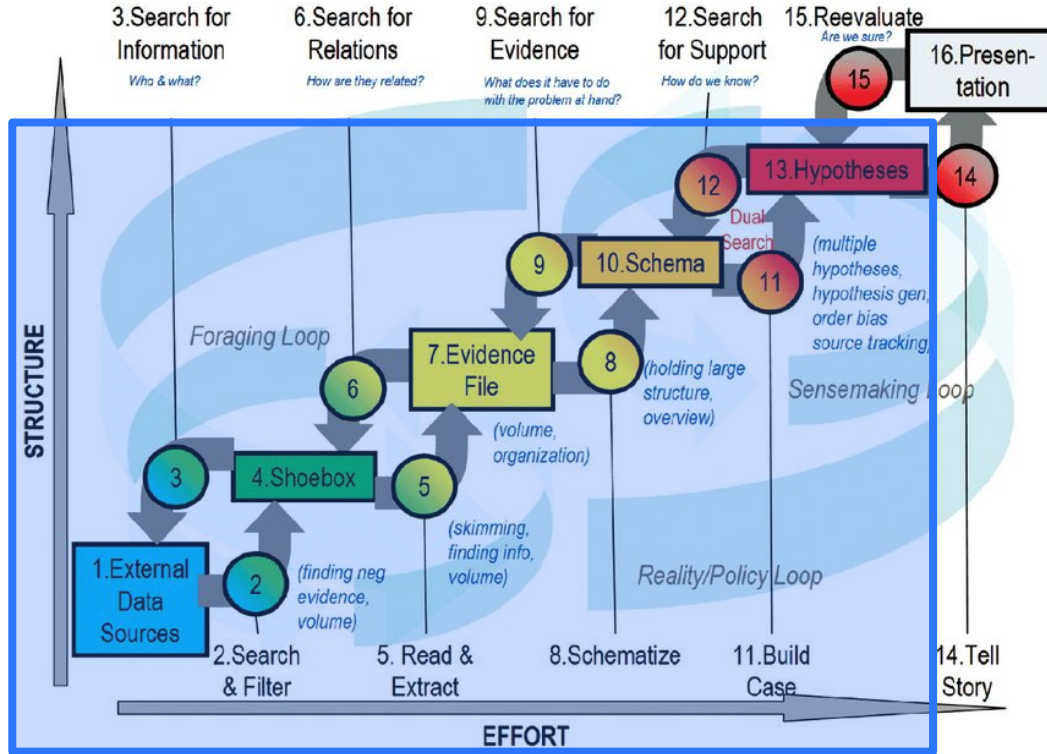 3.Search for
Information
Who & what?
6.Search for
Relations
How are they related?
9.Search for
Evidence
What does it have to do
with the problem at hand?
12.Search
for Support
How do we know?
15.Reevaluate
Are we sure?
15
16.Presen-
tation
13.Hypotheses
14
12
Dual
Search
11
(multiple
hypotheses,
hypothesis gen,
order bias
source tracking,
10.Schema
9
Foraging Loop
7.Evidence
File
8
(holding large
structure,
overview)
Sensemaking Loop
6
(volume,
organization)
3
4.Shoebox
5
(skimming,
finding info,
volume)
1.External
Data
Sources
2
(finding neg
evidence,
volume)
Reality/Policy Loop
2.Search
& Filter
5. Read &
Extract
8.Schematize
11.Build
Case
14.Tell
Story
STRUCTURE
EFFORT